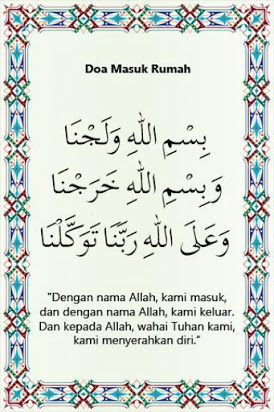 Doa Masuk Rumah
بِسْمِ اللهِ وَلَجْنَا
وَبِسْمِ اللهِ خَرَجْنَا
وَعَلَى اللهِ رَبَّنَا تَوَكَّلْنَا
"Dengan nama Allah, kami masuk,
dan dengan nama Allah, kami keluar.
Dan kepada Allah, wahai Tuhan kami,
kami menyerahkan diri.”